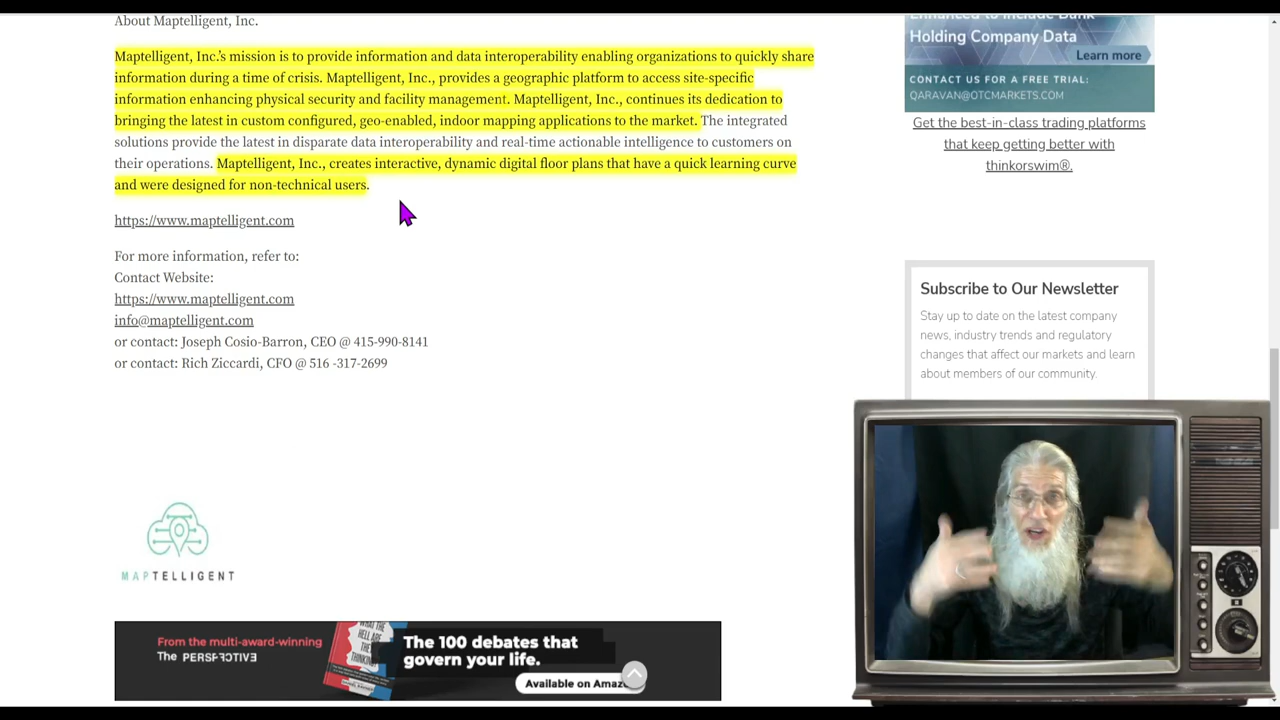 About Maptelligent, Inc.
Maptelligent, Inc.'s mission is to provide information and data interoperability enabling organizations to quickly share
information during a time of crisis. Maptelligent, Inc., provides a geographic platform to access site-specific
information enhancing physical security and facility management. Maptelligent, Inc., continues its dedication to
bringing the latest in custom configured, geo-enabled, indoor mapping applications to the market. The integrated
solutions provide the latest in disparate data interoperability and real-time actionable intelligence to customers on
their operations. Maptelligent, Inc., creates interactive, dynamic digital floor plans that have a quick learning curve
and were designed for non-technical users.
https://www.maptelligent.com
For more information, refer to:
Contact Website:
https://www.maptelligent.com
info@maptelligent.com
or contact: Joseph Cosio-Barron, CEO @ 415-990-8141
or contact: Rich Ziccardi, CFO @ 516 -317-2699
MAPTELLIGENT
From the multi-award-winning
The PERSPECTIVE
WHAT THE
HELL ARE
The 100 debates that
govern your life.
Available on Amaz
Enhanced to Include Bank
Holding Company Data
Learn more
CONTACT US FOR A FREE TRIAL:
QARAVAN@OTCMARKETS.COM
Get the best-in-class trading platforms
that keep getting better with
thinkorswim®.
Subscribe to Our Newsletter
Stay up to date on the latest company
news, industry trends and regulatory
changes that affect our markets and learn
about members of our community.